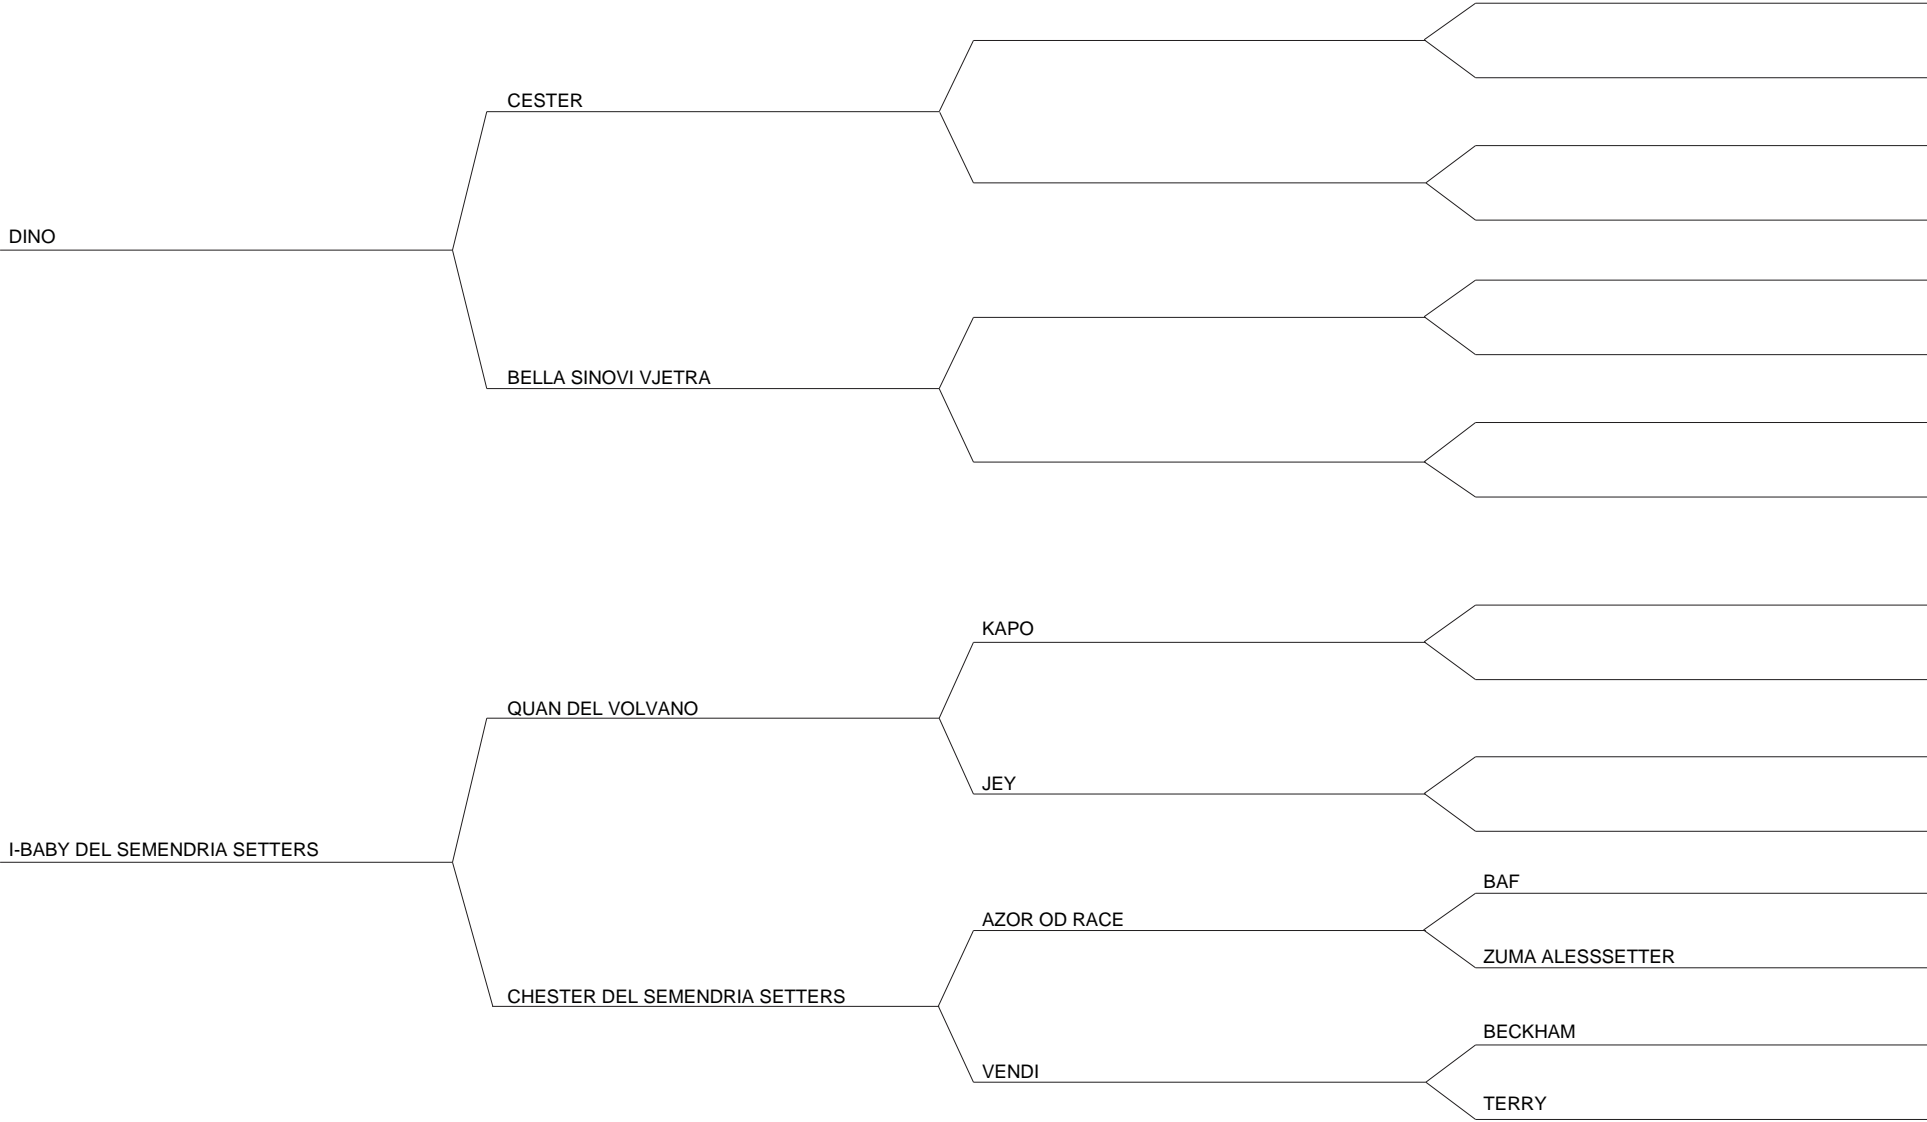 CESTER
DINO
BELLA SINOVI VJETRA
KAPO
QUAN DEL VOLVANO
JEY
I-BABY DEL SEMENDRIA SETTERS
BAF
AZOR OD RACE
ZUMA ALESSSETTER
CHESTER DEL SEMENDRIA SETTERS
BECKHAM
VENDI
TERRY